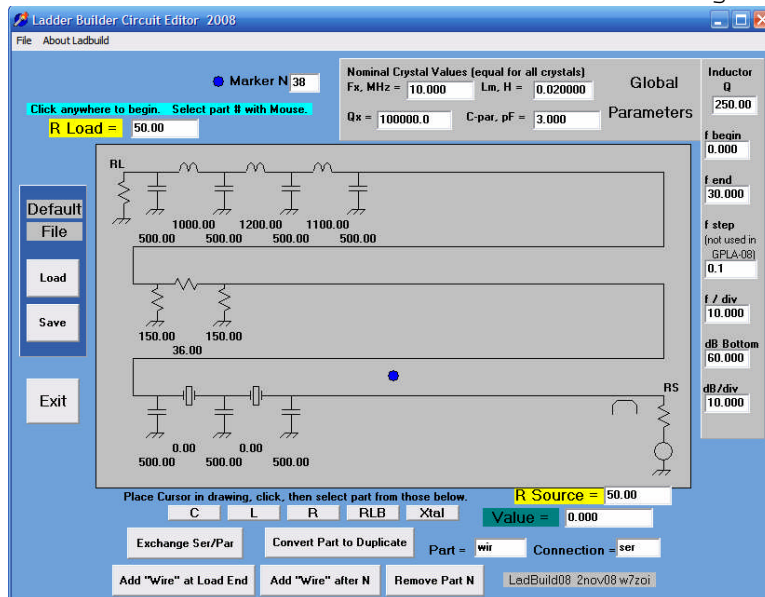 Ladder Builder Circuit Editor 2008
File About Ladbuild
Marker N 38
Click anywhere to begin. Select part # with Mouse.
R Load = 50.00
Nominal Crystal Values (equal for all crystals)
Fx, MHz = 10.000 Lm, H = 0.020000
Qx = 100000.0 C-par, pF = 3.000
Global
Parameters
Inductor
Q
250.00
f begin
0.000
f end
30.000
f step
(not used in
GPLA-08)
0.1
f / div
10.000
dB Bottom
60.000
dB/div
10.000
Default
File
Load
Save
Exit
RL
1000.00 1200.00 1100.00
500.00 500.00 500.00 500.00
150.00 150.00
36.00
RS
0.00 0.00
500.00 500.00 500.00
Place Cursor in drawing, click, then select part from those below.
C L R RLB Xtal
R Source = 50.00
Value = 0.000
Exchange Ser/Par Convert Part to Duplicate
Part = wir Connection = ser
Add "Wire" at Load End Add "Wire" after N Remove Part N
LadBuild08 2nov08 w7zoi